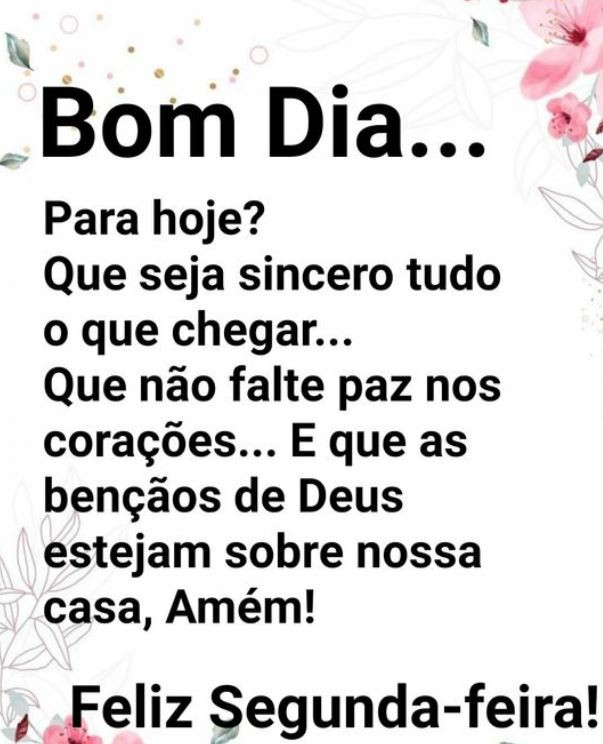 Bom Dia...
Para hoje?
Que seja sincero tudo
o que chegar...
Que não falte paz nos
corações... E que as
bençãos de Deus
estejam sobre nossa
casa, Amém!
Feliz Segunda-feira!